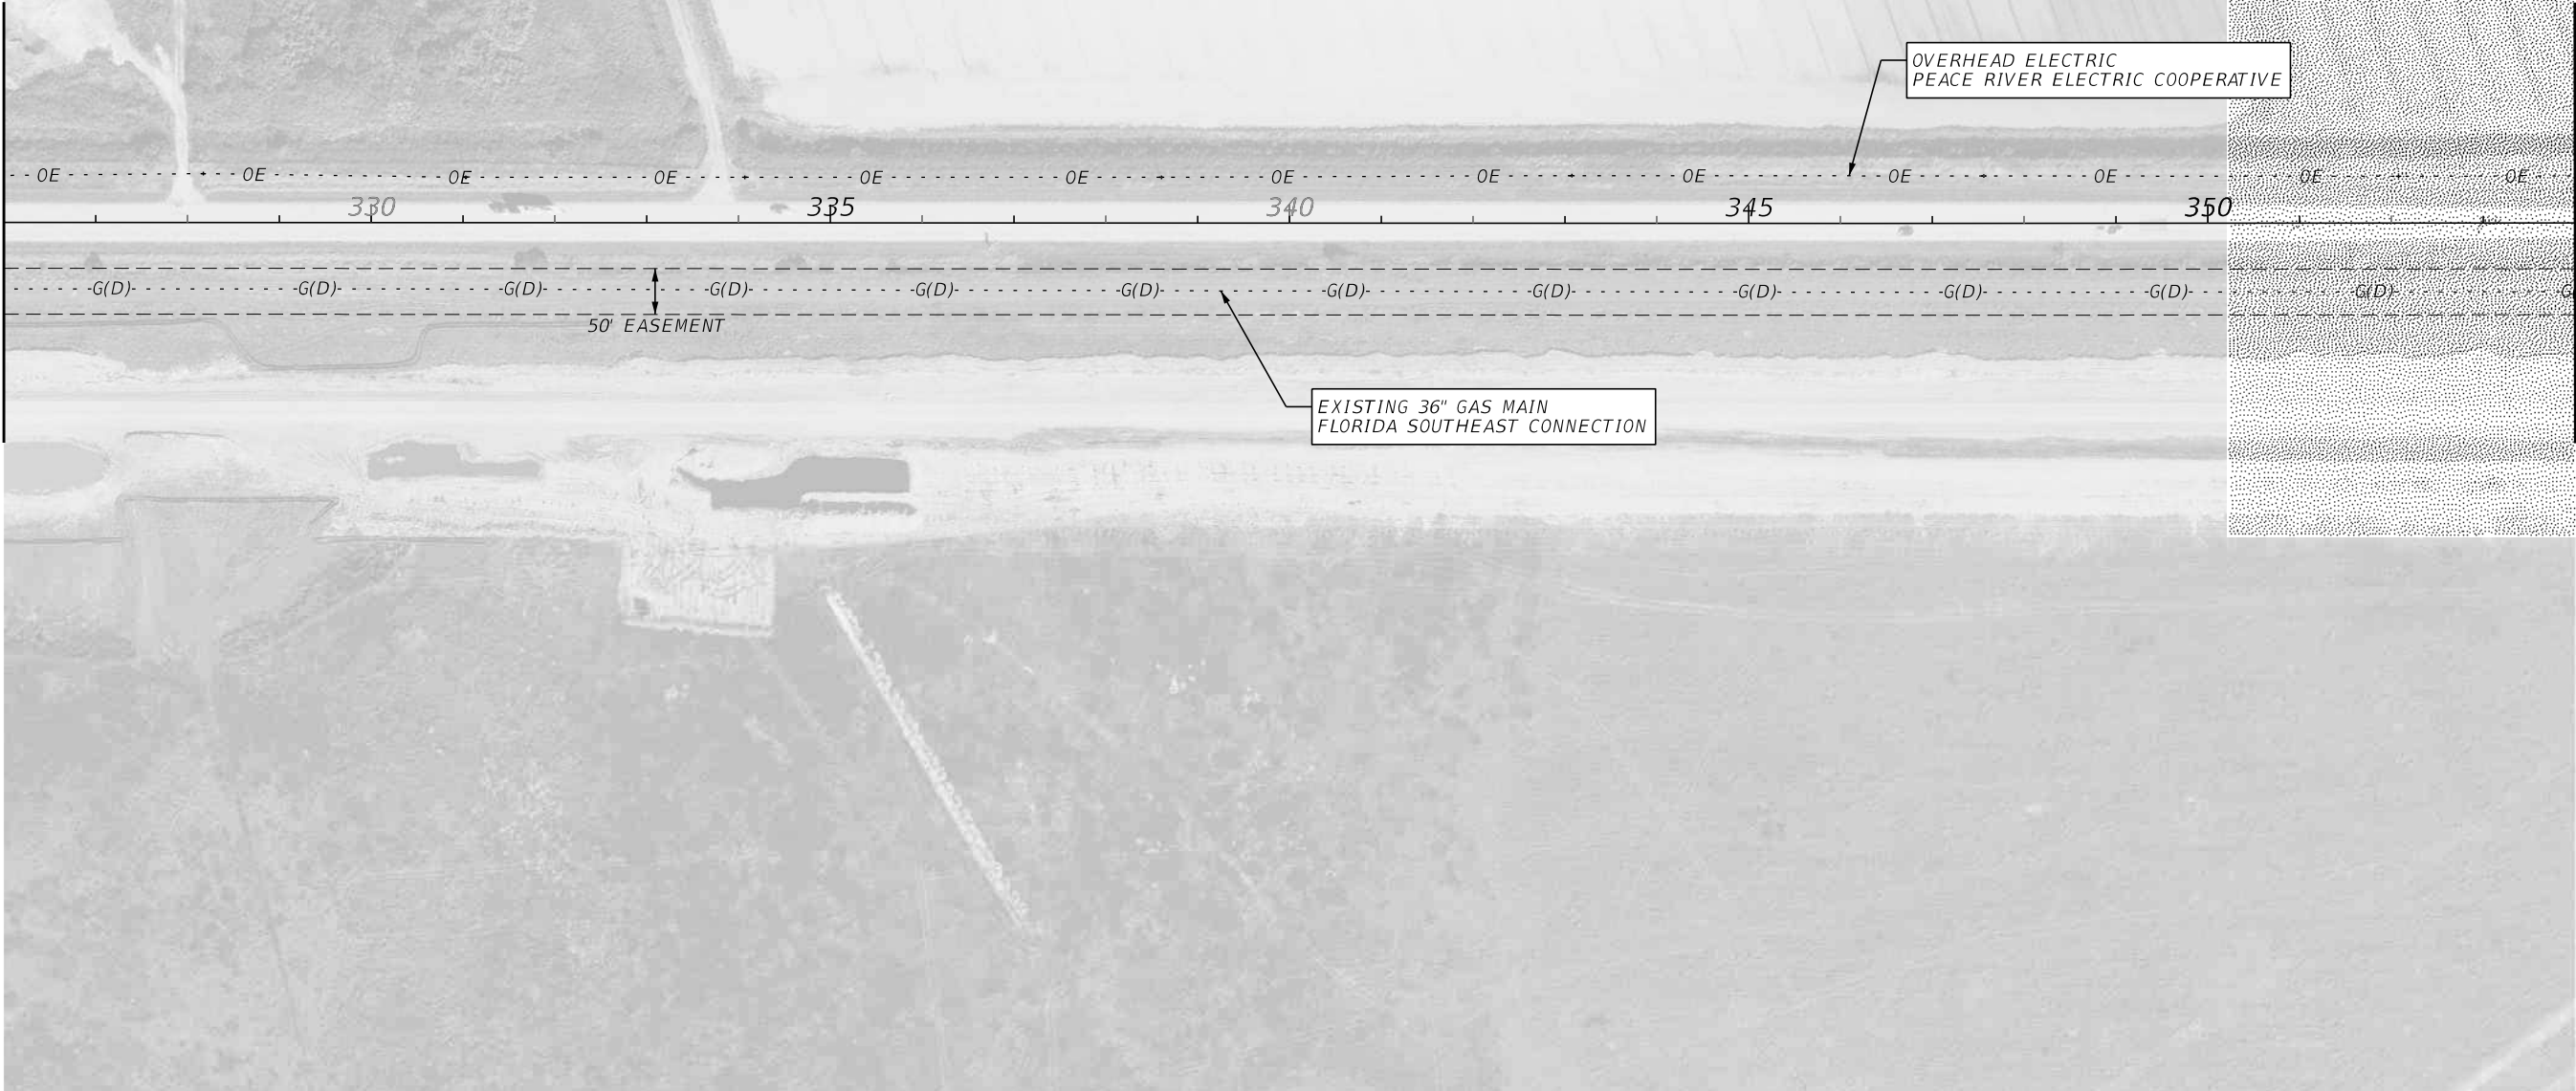 OVERHEAD ELECTRIC
PEACE RIVER ELECTRIC COOPERATIVE
OE OE OE OE OE OE OE OE OE OE OE OE OE
330 335 340 345 350
G(D) G(D) G(D) G(D) G(D) G(D) G(D) G(D) G(D) G(D) G(D) G(D) G
50' EASEMENT
EXISTING 36" GAS MAIN
FLORIDA SOUTHEAST CONNECTION